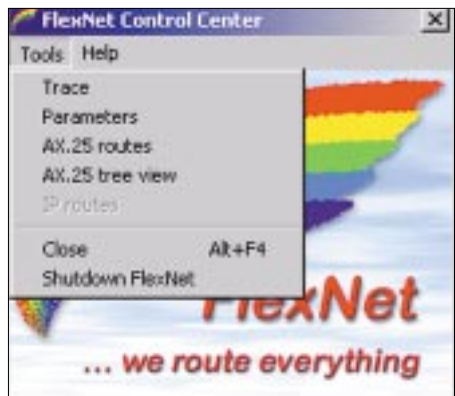 FlexNet Control Center
Tools Help
Trace
Parameters
AX.25 routes
AX.25 tree view
IP routes
Close Alt+F4
Shutdown FlexNet
FlexNet
... we route everything